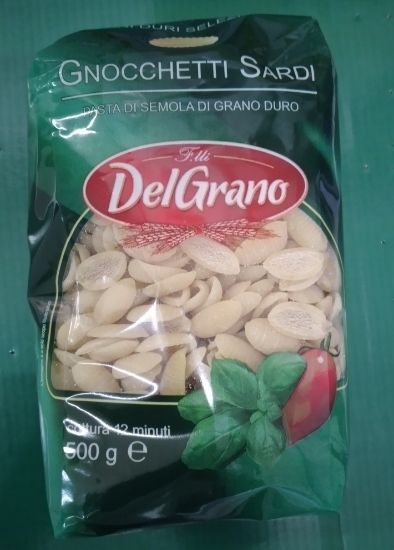 GNOCCHETTI SARDI
PASTA DI SEMOLA DI GRANO DURO
F.lli
DelGrano
cottura 12 minuti
500 g ℮